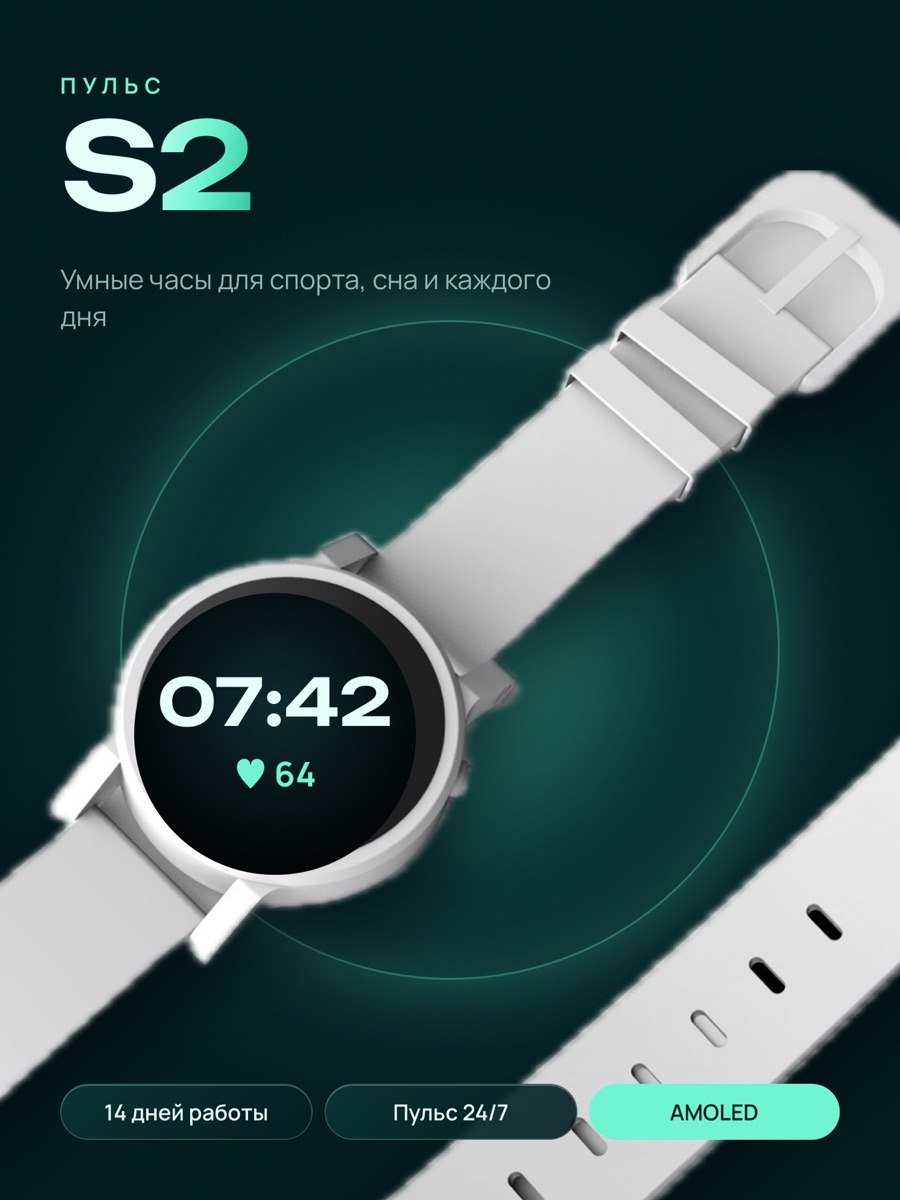 ПУЛЬС
S2
Умные часы для спорта, сна и каждого
дня
07:42
64
14 дней работы
Пульс 24/7
AMOLED